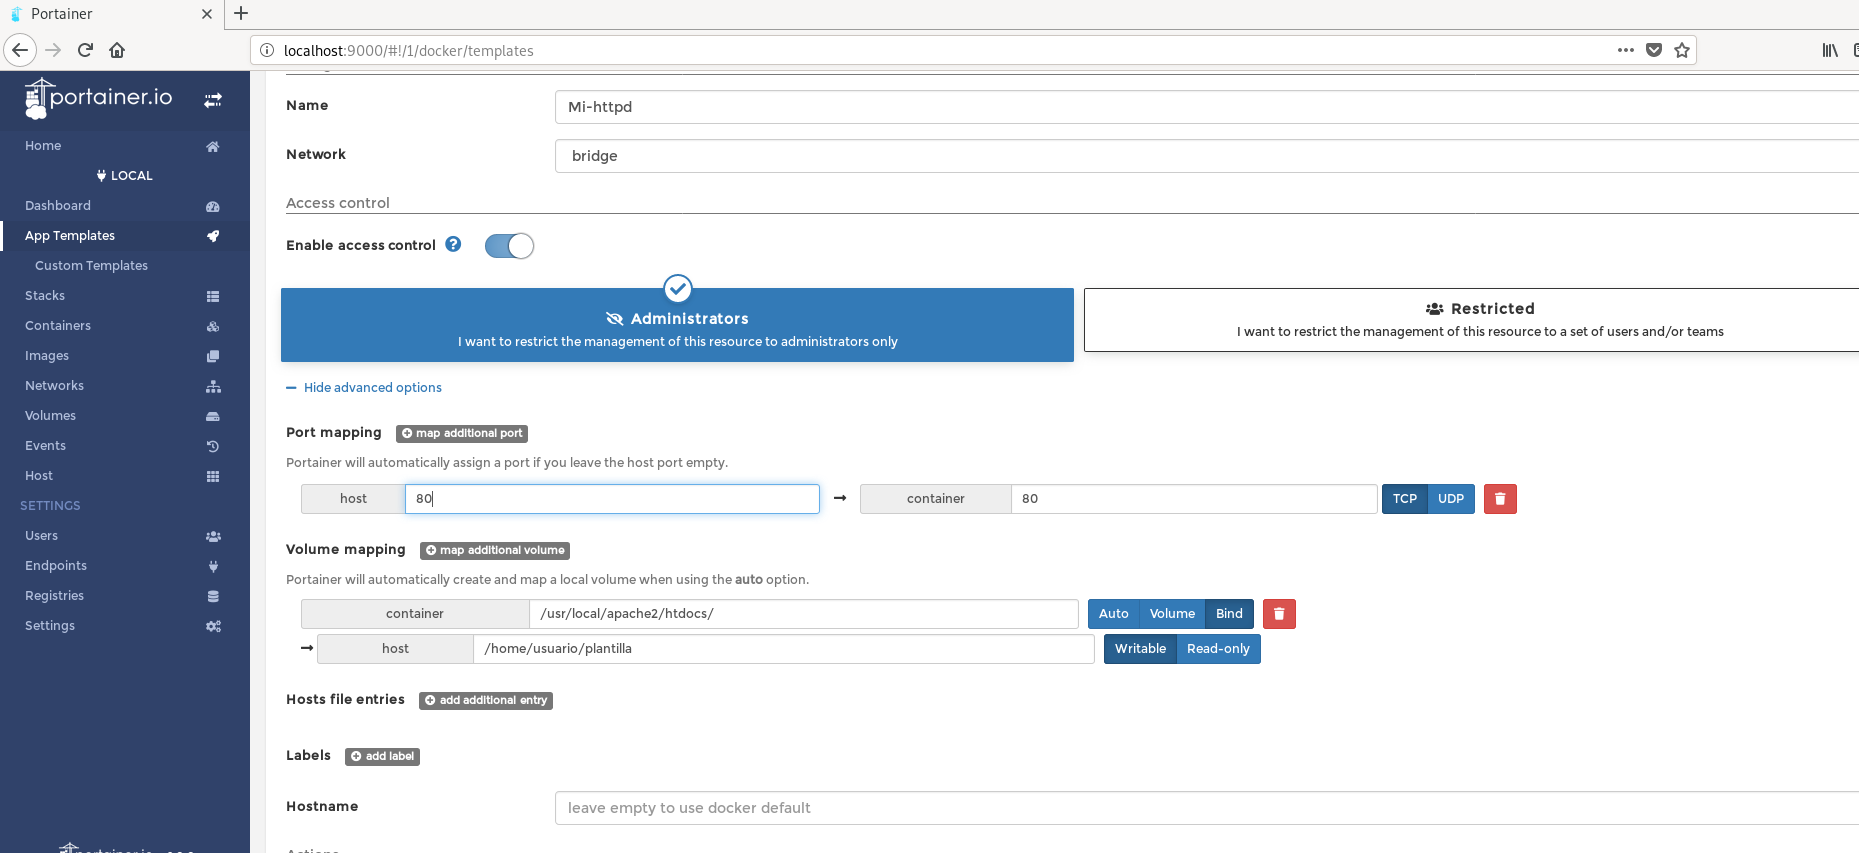 Portainer
localhost:9000/#!/1/docker/templates
portainer.io
Home
LOCAL
Dashboard
App Templates
Custom Templates
Stacks
Containers
Images
Networks
Volumes
Events
Host
SETTINGS
Users
Endpoints
Registries
Settings
portainer.io
Name Mi-httpd
Network bridge
Access control
Enable access control
Administrators
I want to restrict the management of this resource to administrators only
Restricted
I want to restrict the management of this resource to a set of users and/or teams
Hide advanced options
Port mapping map additional port
Portainer will automatically assign a port if you leave the host port empty.
host 80 → container 80 TCP UDP
Volume mapping map additional volume
Portainer will automatically create and map a local volume when using the auto option.
container /usr/local/apache2/htdocs/ Auto Volume Bind
→ host /home/usuario/plantilla Writable Read-only
Hosts file entries add additional entry
Labels add label
Hostname leave empty to use docker default
Actions